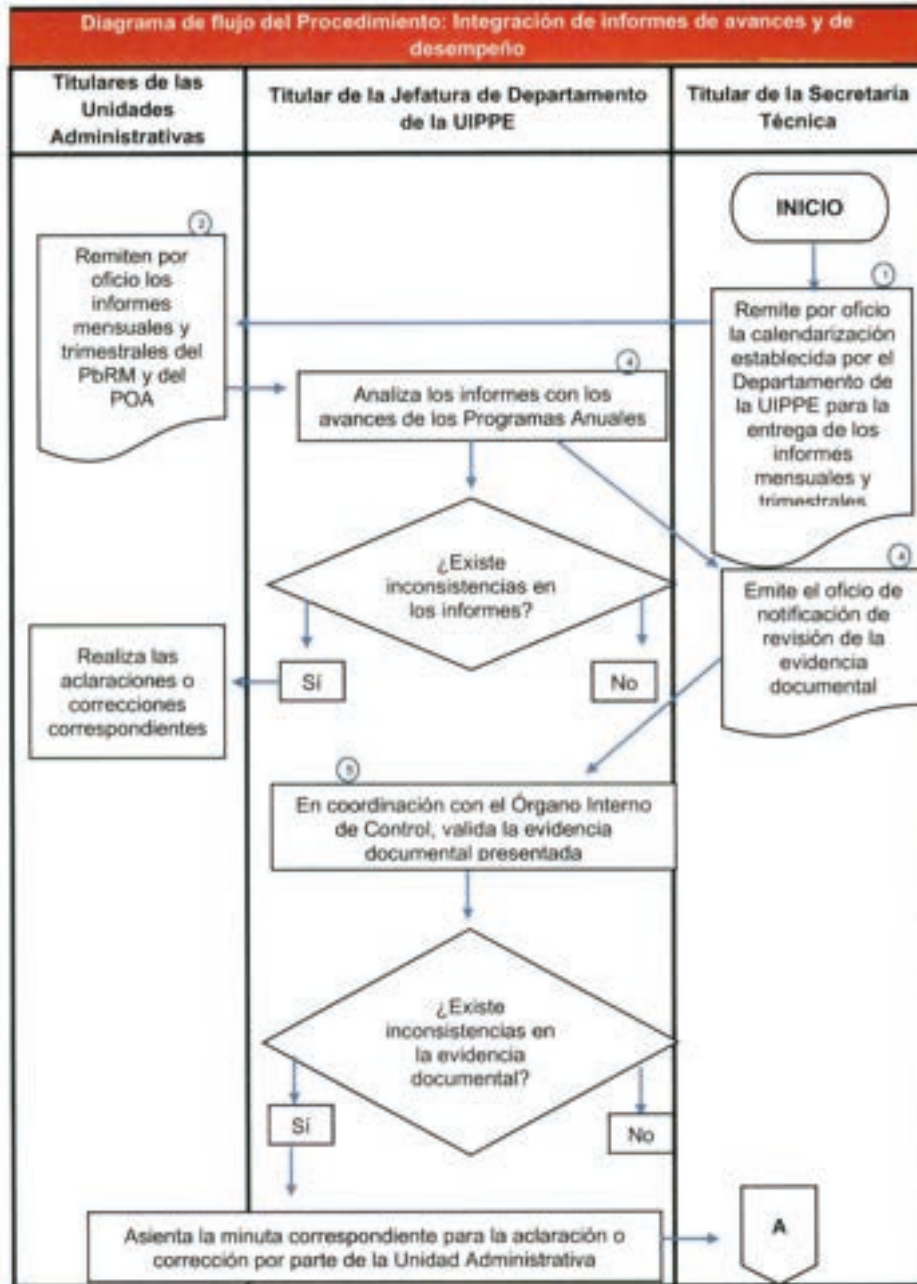 Diagrama de flujo del Procedimiento: Integración de informes de avances y de
desempeño
Titulares de las
Unidades
Administrativas
Titular de la Jefatura de Departamento
de la UIPPE
Titular de la Secretaría
Técnica
INICIO
1
Remite por oficio
la calendarización
establecida por el
Departamento de
la UIPPE para la
entrega de los
informes
mensuales y
trimestrales
2
Remiten por
oficio los
informes
mensuales y
trimestrales del
PbRM y del
POA
4
Analiza los informes con los
avances de los Programas Anuales
¿Existe
inconsistencias en
los informes?
Sí
No
Realiza las
aclaraciones o
correcciones
correspondientes
4
Emite el oficio de
notificación de
revisión de la
evidencia
documental
5
En coordinación con el Órgano Interno
de Control, valida la evidencia
documental presentada
¿Existe
inconsistencias en
la evidencia
documental?
Sí
No
Asienta la minuta correspondiente para la aclaración o
corrección por parte de la Unidad Administrativa
A